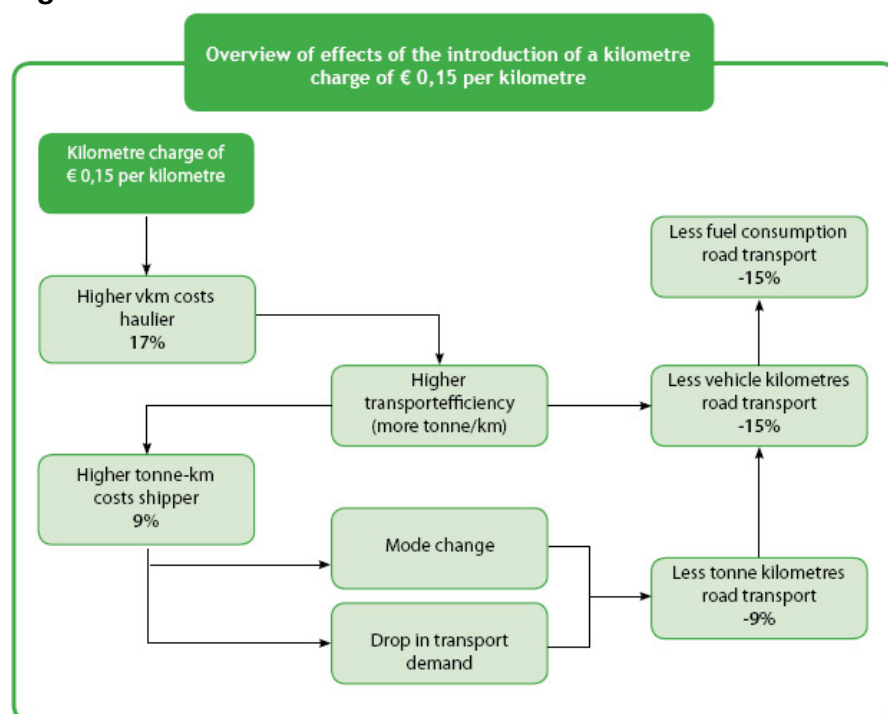 Overview of effects of the introduction of a kilometre
charge of € 0,15 per kilometre
Kilometre charge of
€ 0,15 per kilometre
Higher vkm costs
haulier
17%
Higher
transportefficiency
(more tonne/km)
Higher tonne-km
costs shipper
9%
Mode change
Drop in transport
demand
Less fuel consumption
road transport
-15%
Less vehicle kilometres
road transport
-15%
Less tonne kilometres
road transport
-9%